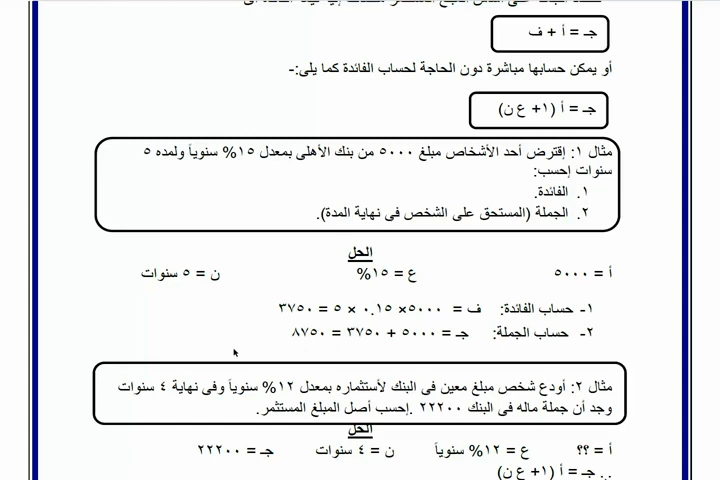 جـ = أ + ف
أو يمكن حسابها مباشرة دون الحاجة لحساب الفائدة كما يلى:-
جـ = أ (١+ ع ن)
مثال ١: إقترض أحد الأشخاص مبلغ ٥٠٠٠ من بنك الأهلى بمعدل ١٥% سنوياً ولمده ٥
سنوات إحسب:
١. الفائدة.
٢. الجملة (المستحق على الشخص فى نهاية المدة).
الحل
أ = ٥٠٠٠ ع = ١٥% ن = ٥ سنوات
١- حساب الفائدة: ف = ٥٠٠٠ × ٠.١٥ × ٥ = ٣٧٥٠
٢- حساب الجملة: جـ = ٥٠٠٠ + ٣٧٥٠ = ٨٧٥٠
مثال ٢: أودع شخص مبلغ معين فى البنك لأستثماره بمعدل ١٢% سنوياً وفى نهاية ٤ سنوات
وجد أن جملة ماله فى البنك ٢٢٢٠٠ .إحسب أصل المبلغ المستثمر.
الحل
أ = ؟؟ ع = ١٢% سنوياً ن = ٤ سنوات جـ = ٢٢٢٠٠
.·. جـ = أ (١+ ع ن)